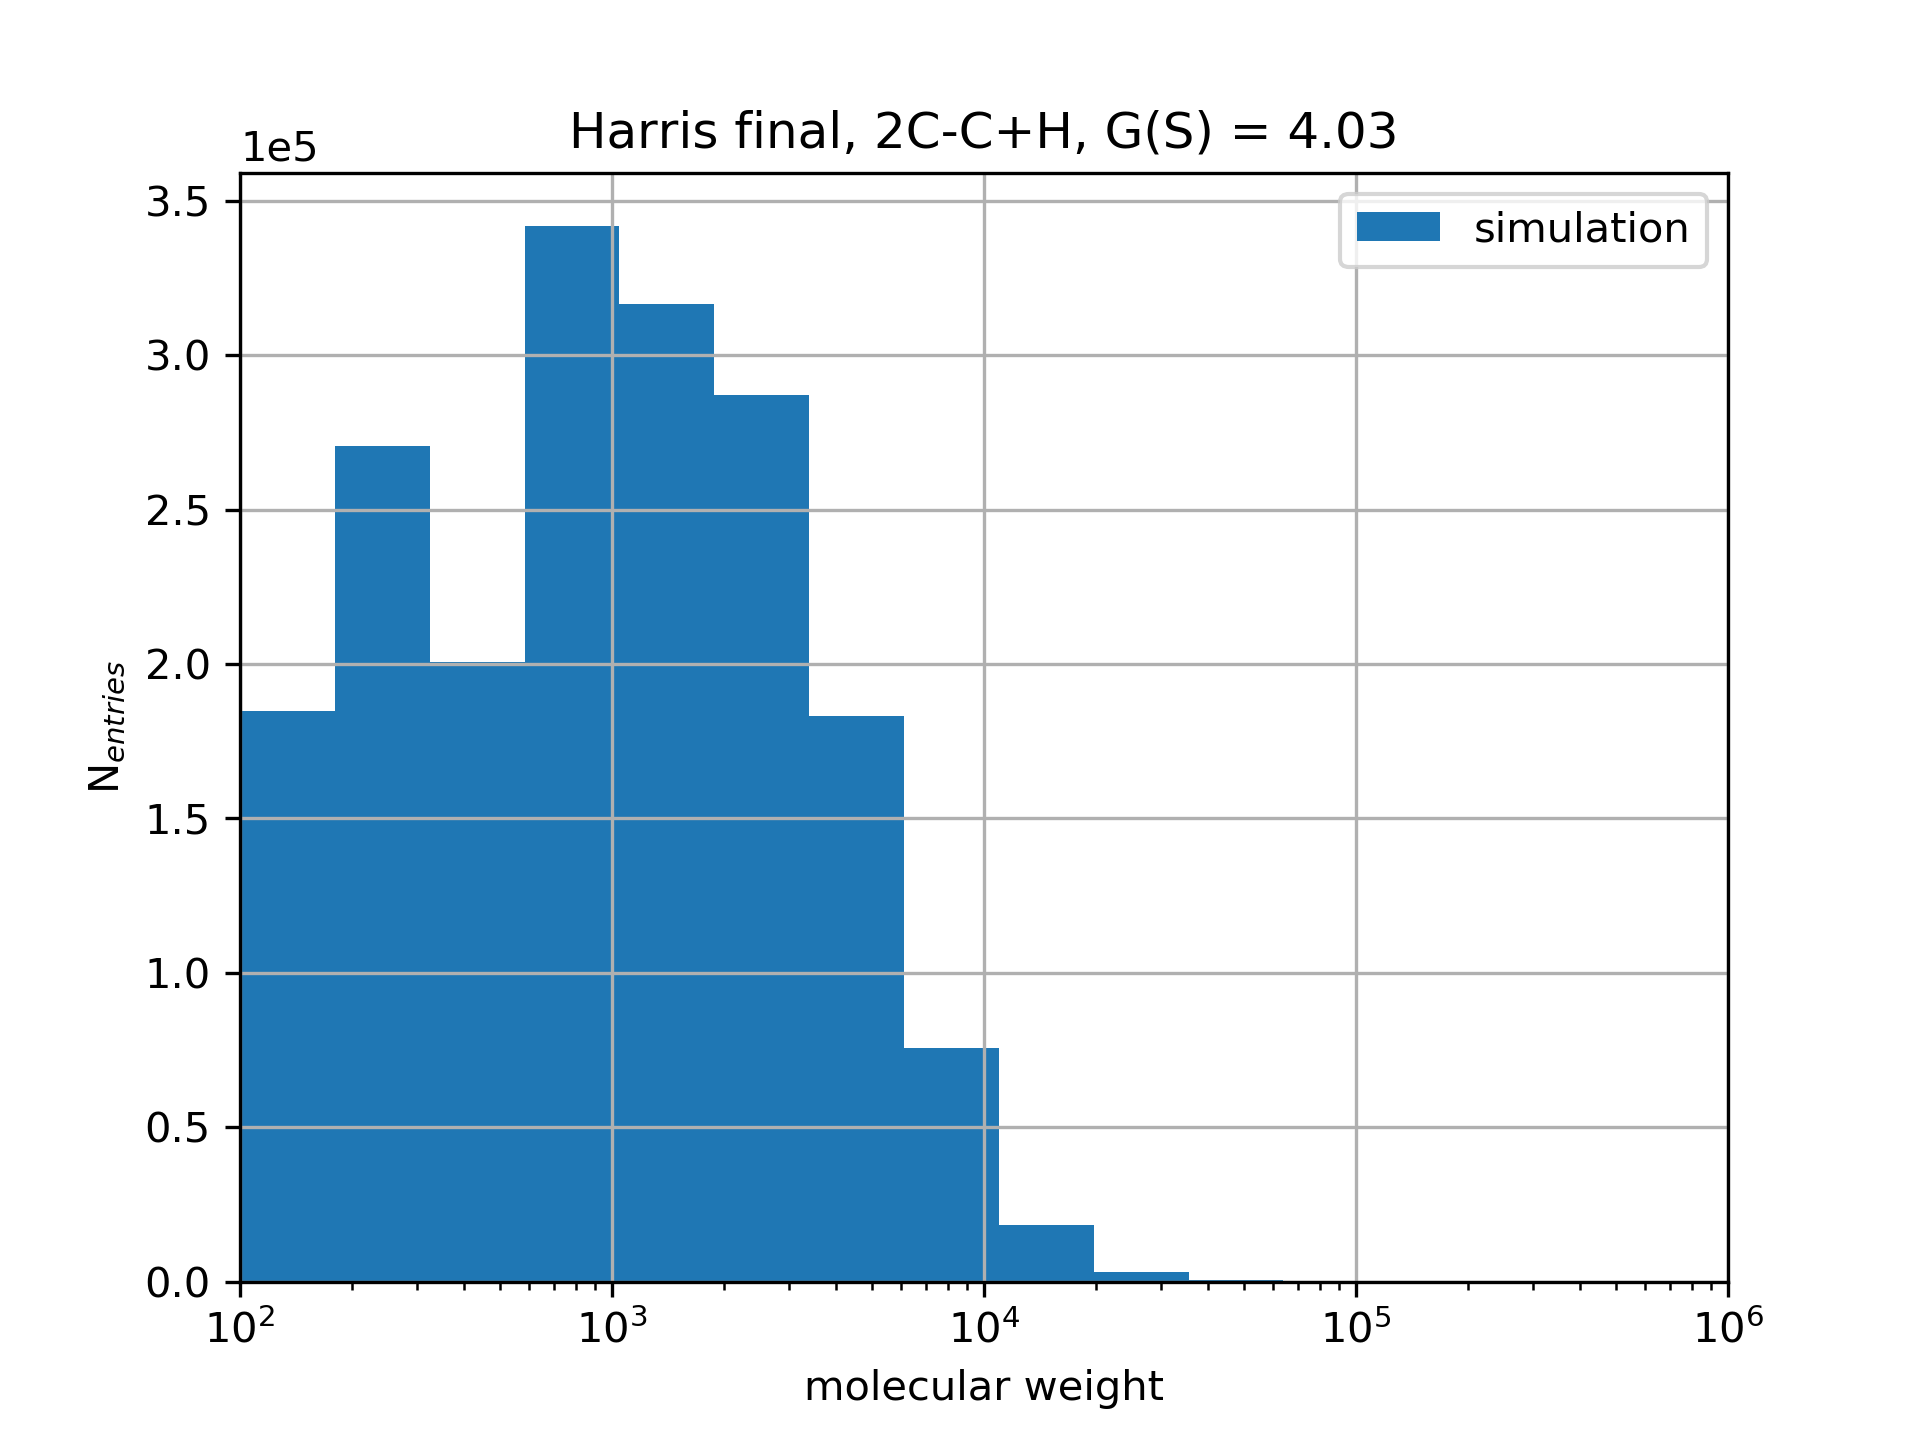 Harris final, 2C-C+H, G(S) = 4.03
1e5
simulation
3.5
3.0
2.5
2.0
1.5
1.0
0.5
0.0
N_entries
10^2 10^3 10^4 10^5 10^6
molecular weight